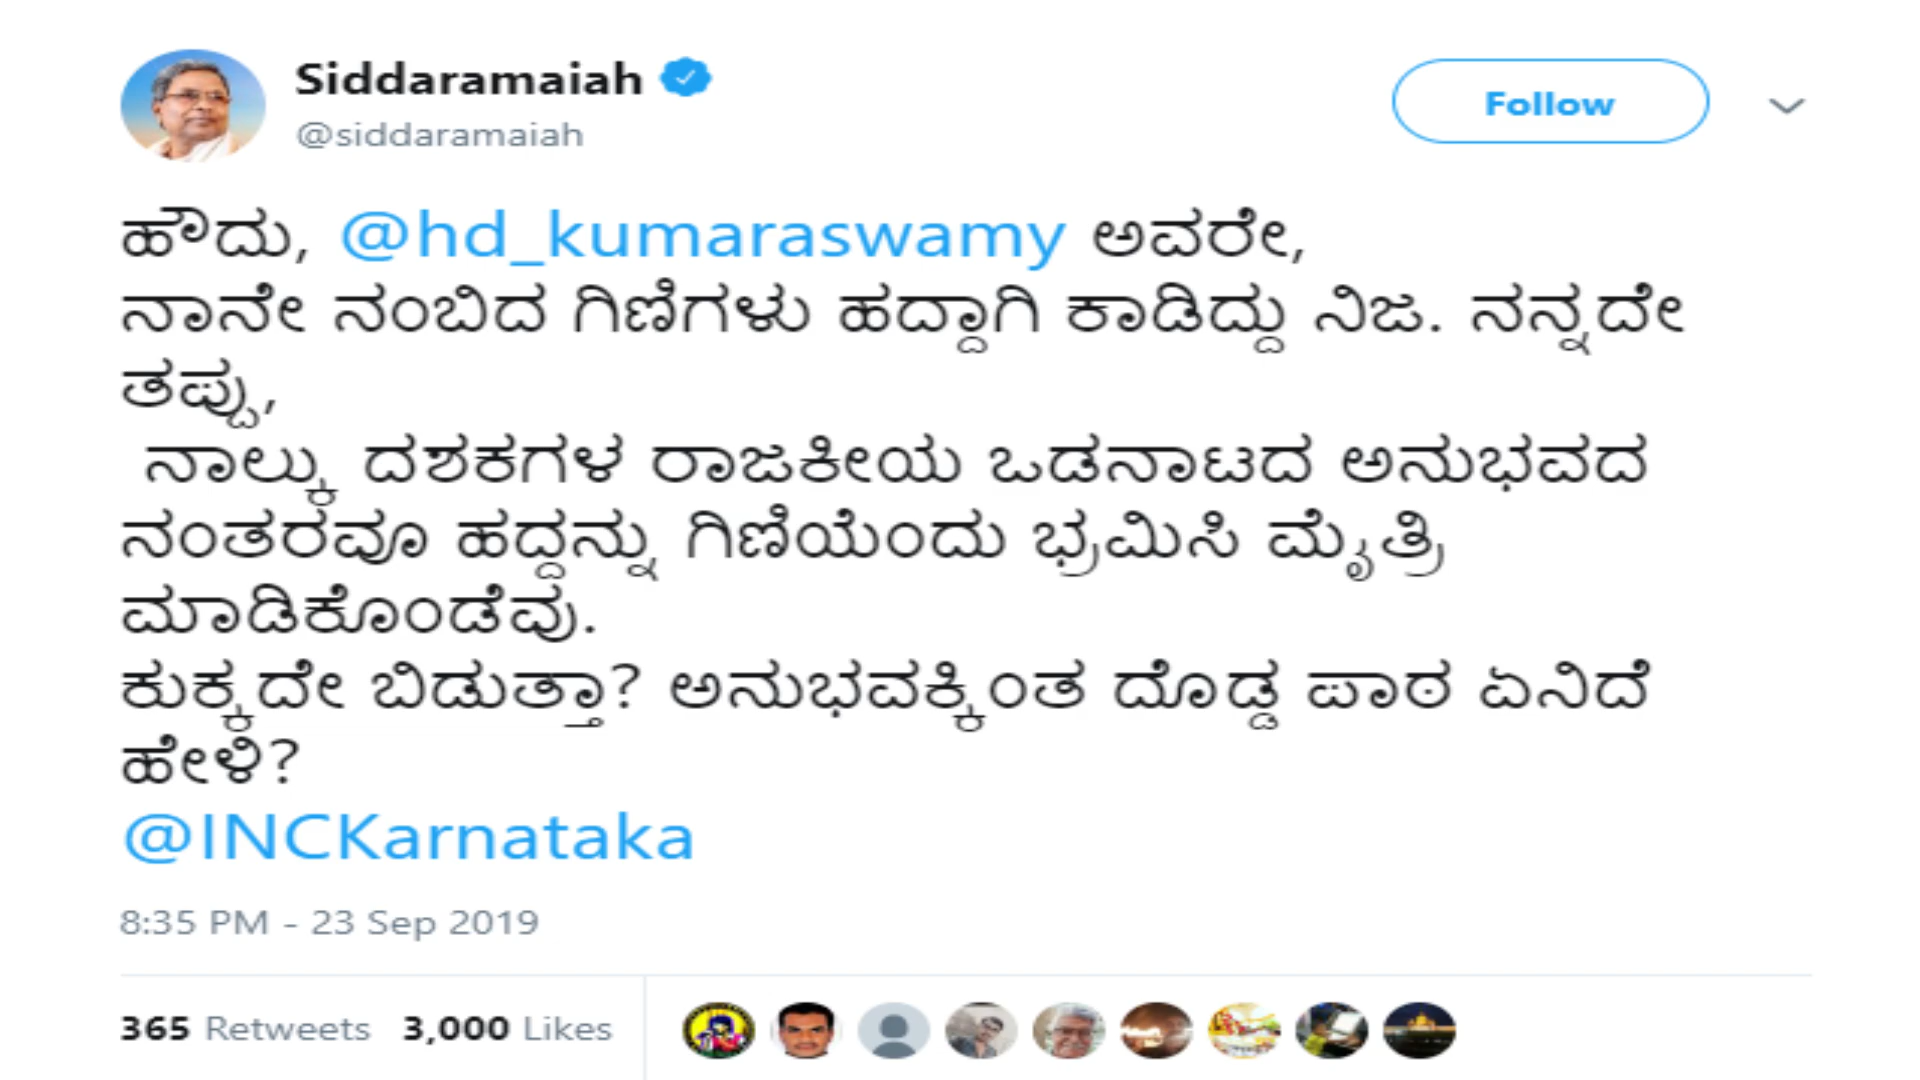 Siddaramaiah
@siddaramaiah
Follow
ಹೌದು, @hd_kumaraswamy ಅವರೇ,
ನಾನೇ ನಂಬಿದ ಗಿಣಿಗಳು ಹದ್ದಾಗಿ ಕಾಡಿದ್ದು ನಿಜ. ನನ್ನದೇ
ತಪ್ಪು,
ನಾಲ್ಕು ದಶಕಗಳ ರಾಜಕೀಯ ಒಡನಾಟದ ಅನುಭವದ
ನಂತರವೂ ಹದ್ದನ್ನು ಗಿಣಿಯೆಂದು ಭ್ರಮಿಸಿ ಮೈತ್ರಿ
ಮಾಡಿಕೊಂಡೆವು.
ಕುಕ್ಕದೇ ಬಿಡುತ್ತಾ? ಅನುಭವಕ್ಕಿಂತ ದೊಡ್ಡ ಪಾಠ ಏನಿದೆ
ಹೇಳಿ?
@INCKarnataka
8:35 PM - 23 Sep 2019
365 Retweets 3,000 Likes